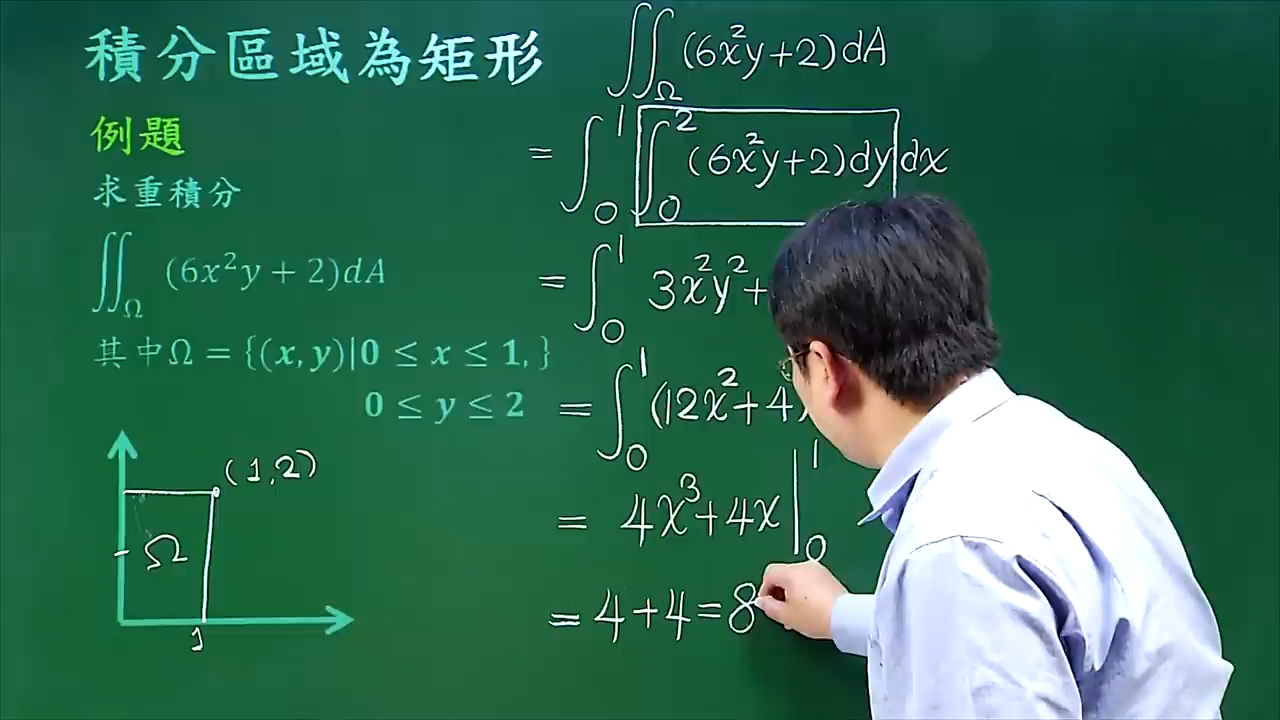 積分區域為矩形
例題
求重積分
∬_Ω (6x²y + 2)dA
其中Ω = {(x, y)|0 ≤ x ≤ 1, }
0 ≤ y ≤ 2
(1,2)
Ω
1
∬_Ω (6x²y+2)dA
= ∫₀¹ ∫₀² (6x²y+2)dy dx
= ∫₀¹ 3x²y²+
= ∫₀¹ (12x²+4)
= 4x³+4x |₀¹
= 4+4=8